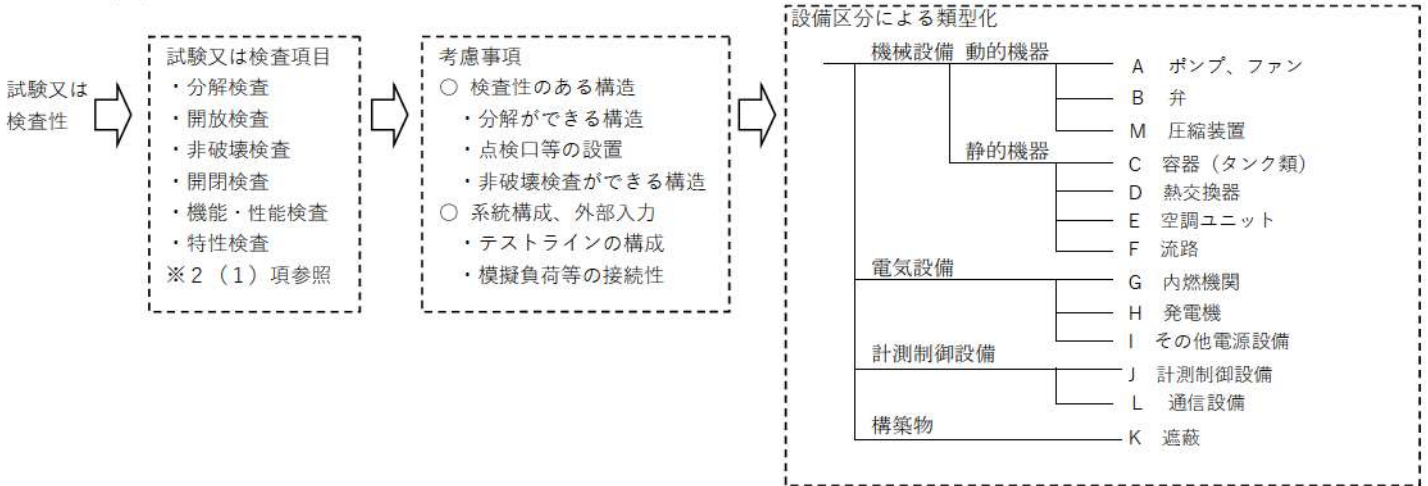 試験又は
検査性
試験又は検査項目
・分解検査
・開放検査
・非破壊検査
・開閉検査
・機能・性能検査
・特性検査
※2（1）項参照
考慮事項
○ 検査性のある構造
・分解ができる構造
・点検口等の設置
・非破壊検査ができる構造
○ 系統構成、外部入力
・テストラインの構成
・模擬負荷等の接続性
設備区分による類型化
機械設備 動的機器
A ポンプ、ファン
B 弁
M 圧縮装置
静的機器
C 容器（タンク類）
D 熱交換器
E 空調ユニット
F 流路
電気設備
G 内燃機関
H 発電機
I その他電源設備
計測制御設備
J 計測制御設備
L 通信設備
構築物
K 遮蔽